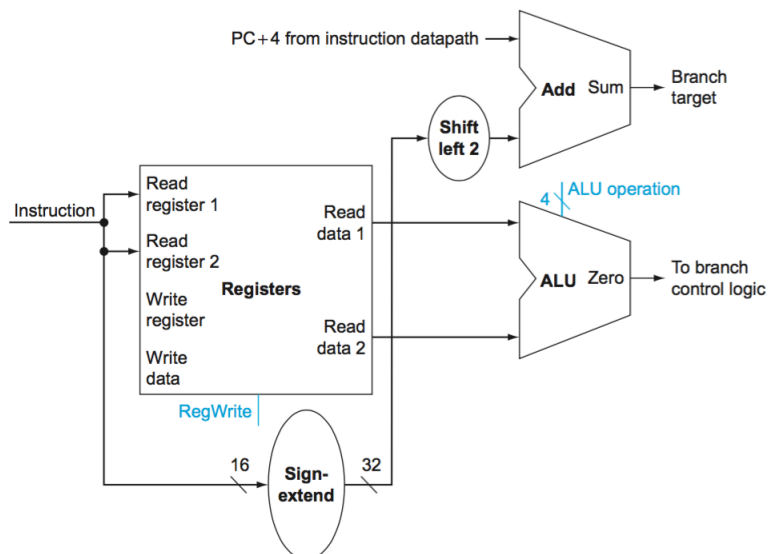 PC+4 from instruction datapath
Add Sum
Branch
target
Shift
left 2
Instruction
Read
register 1
Read
register 2
Write
register
Write
data
Registers
Read
data 1
Read
data 2
RegWrite
4
ALU operation
ALU Zero
To branch
control logic
16
Sign-
extend
32